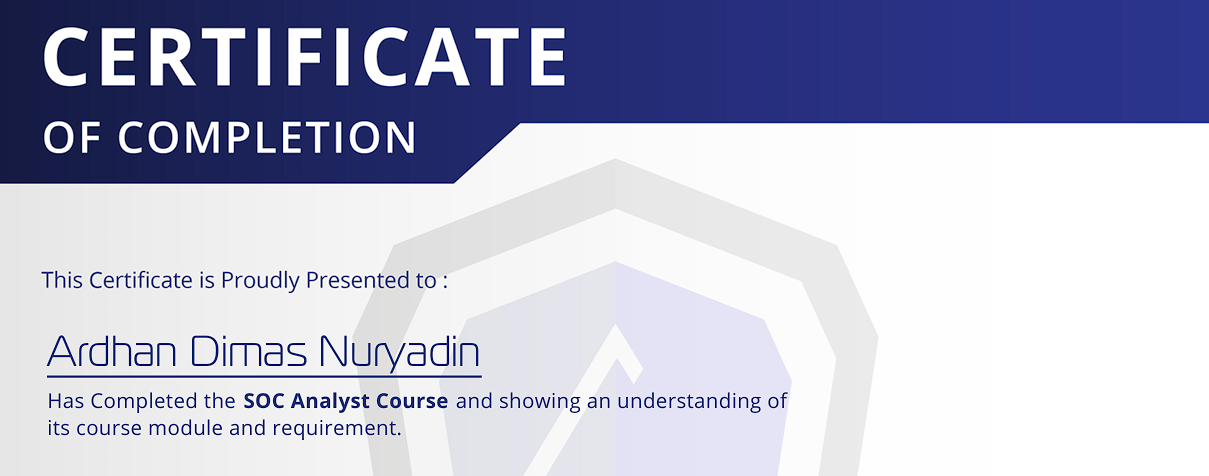 CERTIFICATE
OF COMPLETION
This Certificate is Proudly Presented to :
Ardhan Dimas Nuryadin
Has Completed the SOC Analyst Course and showing an understanding of
its course module and requirement.